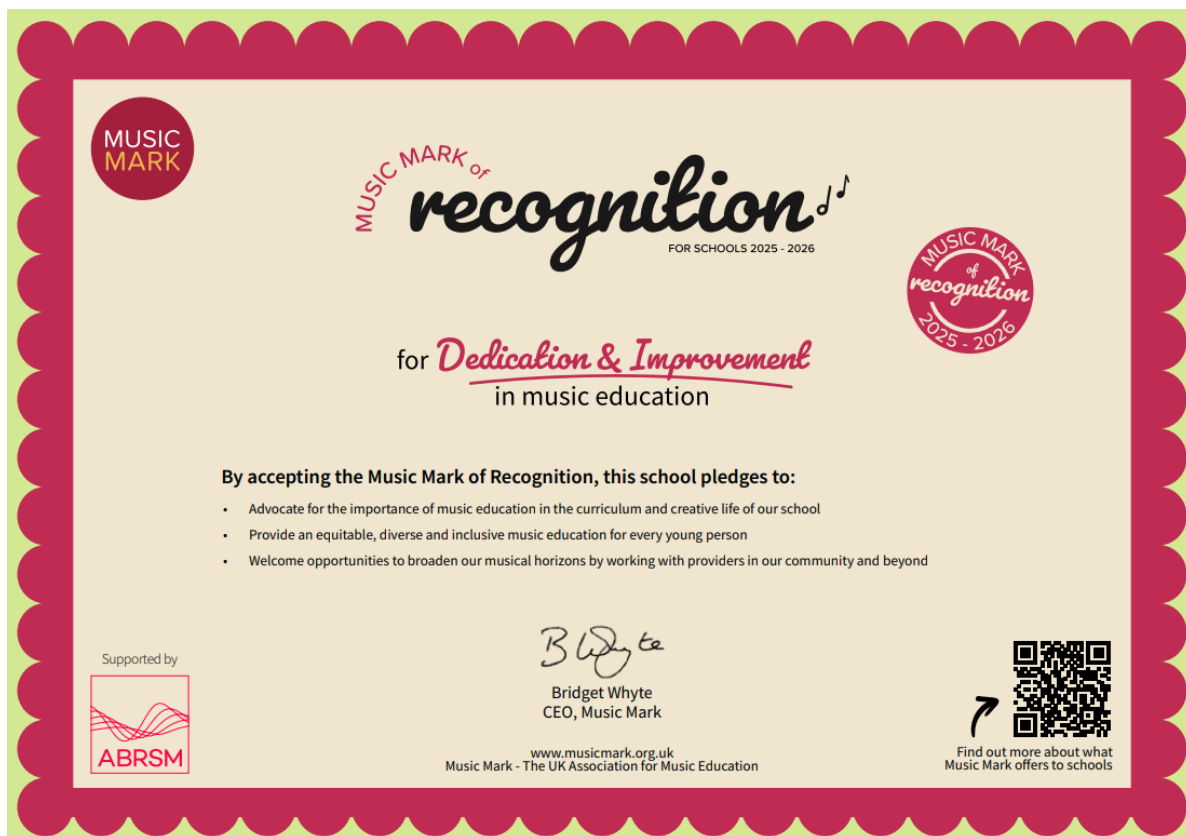 MUSIC
MARK
MUSIC MARK of
recognition
FOR SCHOOLS 2025 - 2026
MUSIC MARK
of
recognition
2025 - 2026
for Dedication & Improvement
in music education
By accepting the Music Mark of Recognition, this school pledges to:
• Advocate for the importance of music education in the curriculum and creative life of our school
• Provide an equitable, diverse and inclusive music education for every young person
• Welcome opportunities to broaden our musical horizons by working with providers in our community and beyond
Supported by
ABRSM
B Whyte
Bridget Whyte
CEO, Music Mark
www.musicmark.org.uk
Music Mark - The UK Association for Music Education
Find out more about what
Music Mark offers to schools